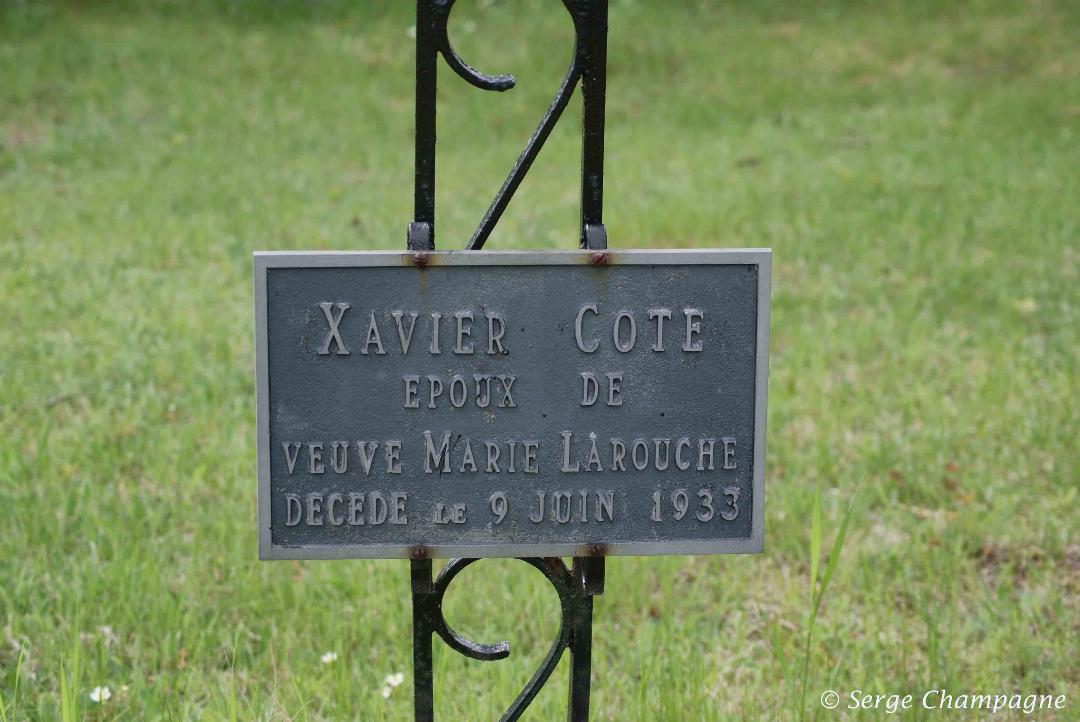 XAVIER COTE
EPOUX DE
VEUVE MARIE LAROUCHE
DECEDE LE 9 JUIN 1933
© Serge Champagne